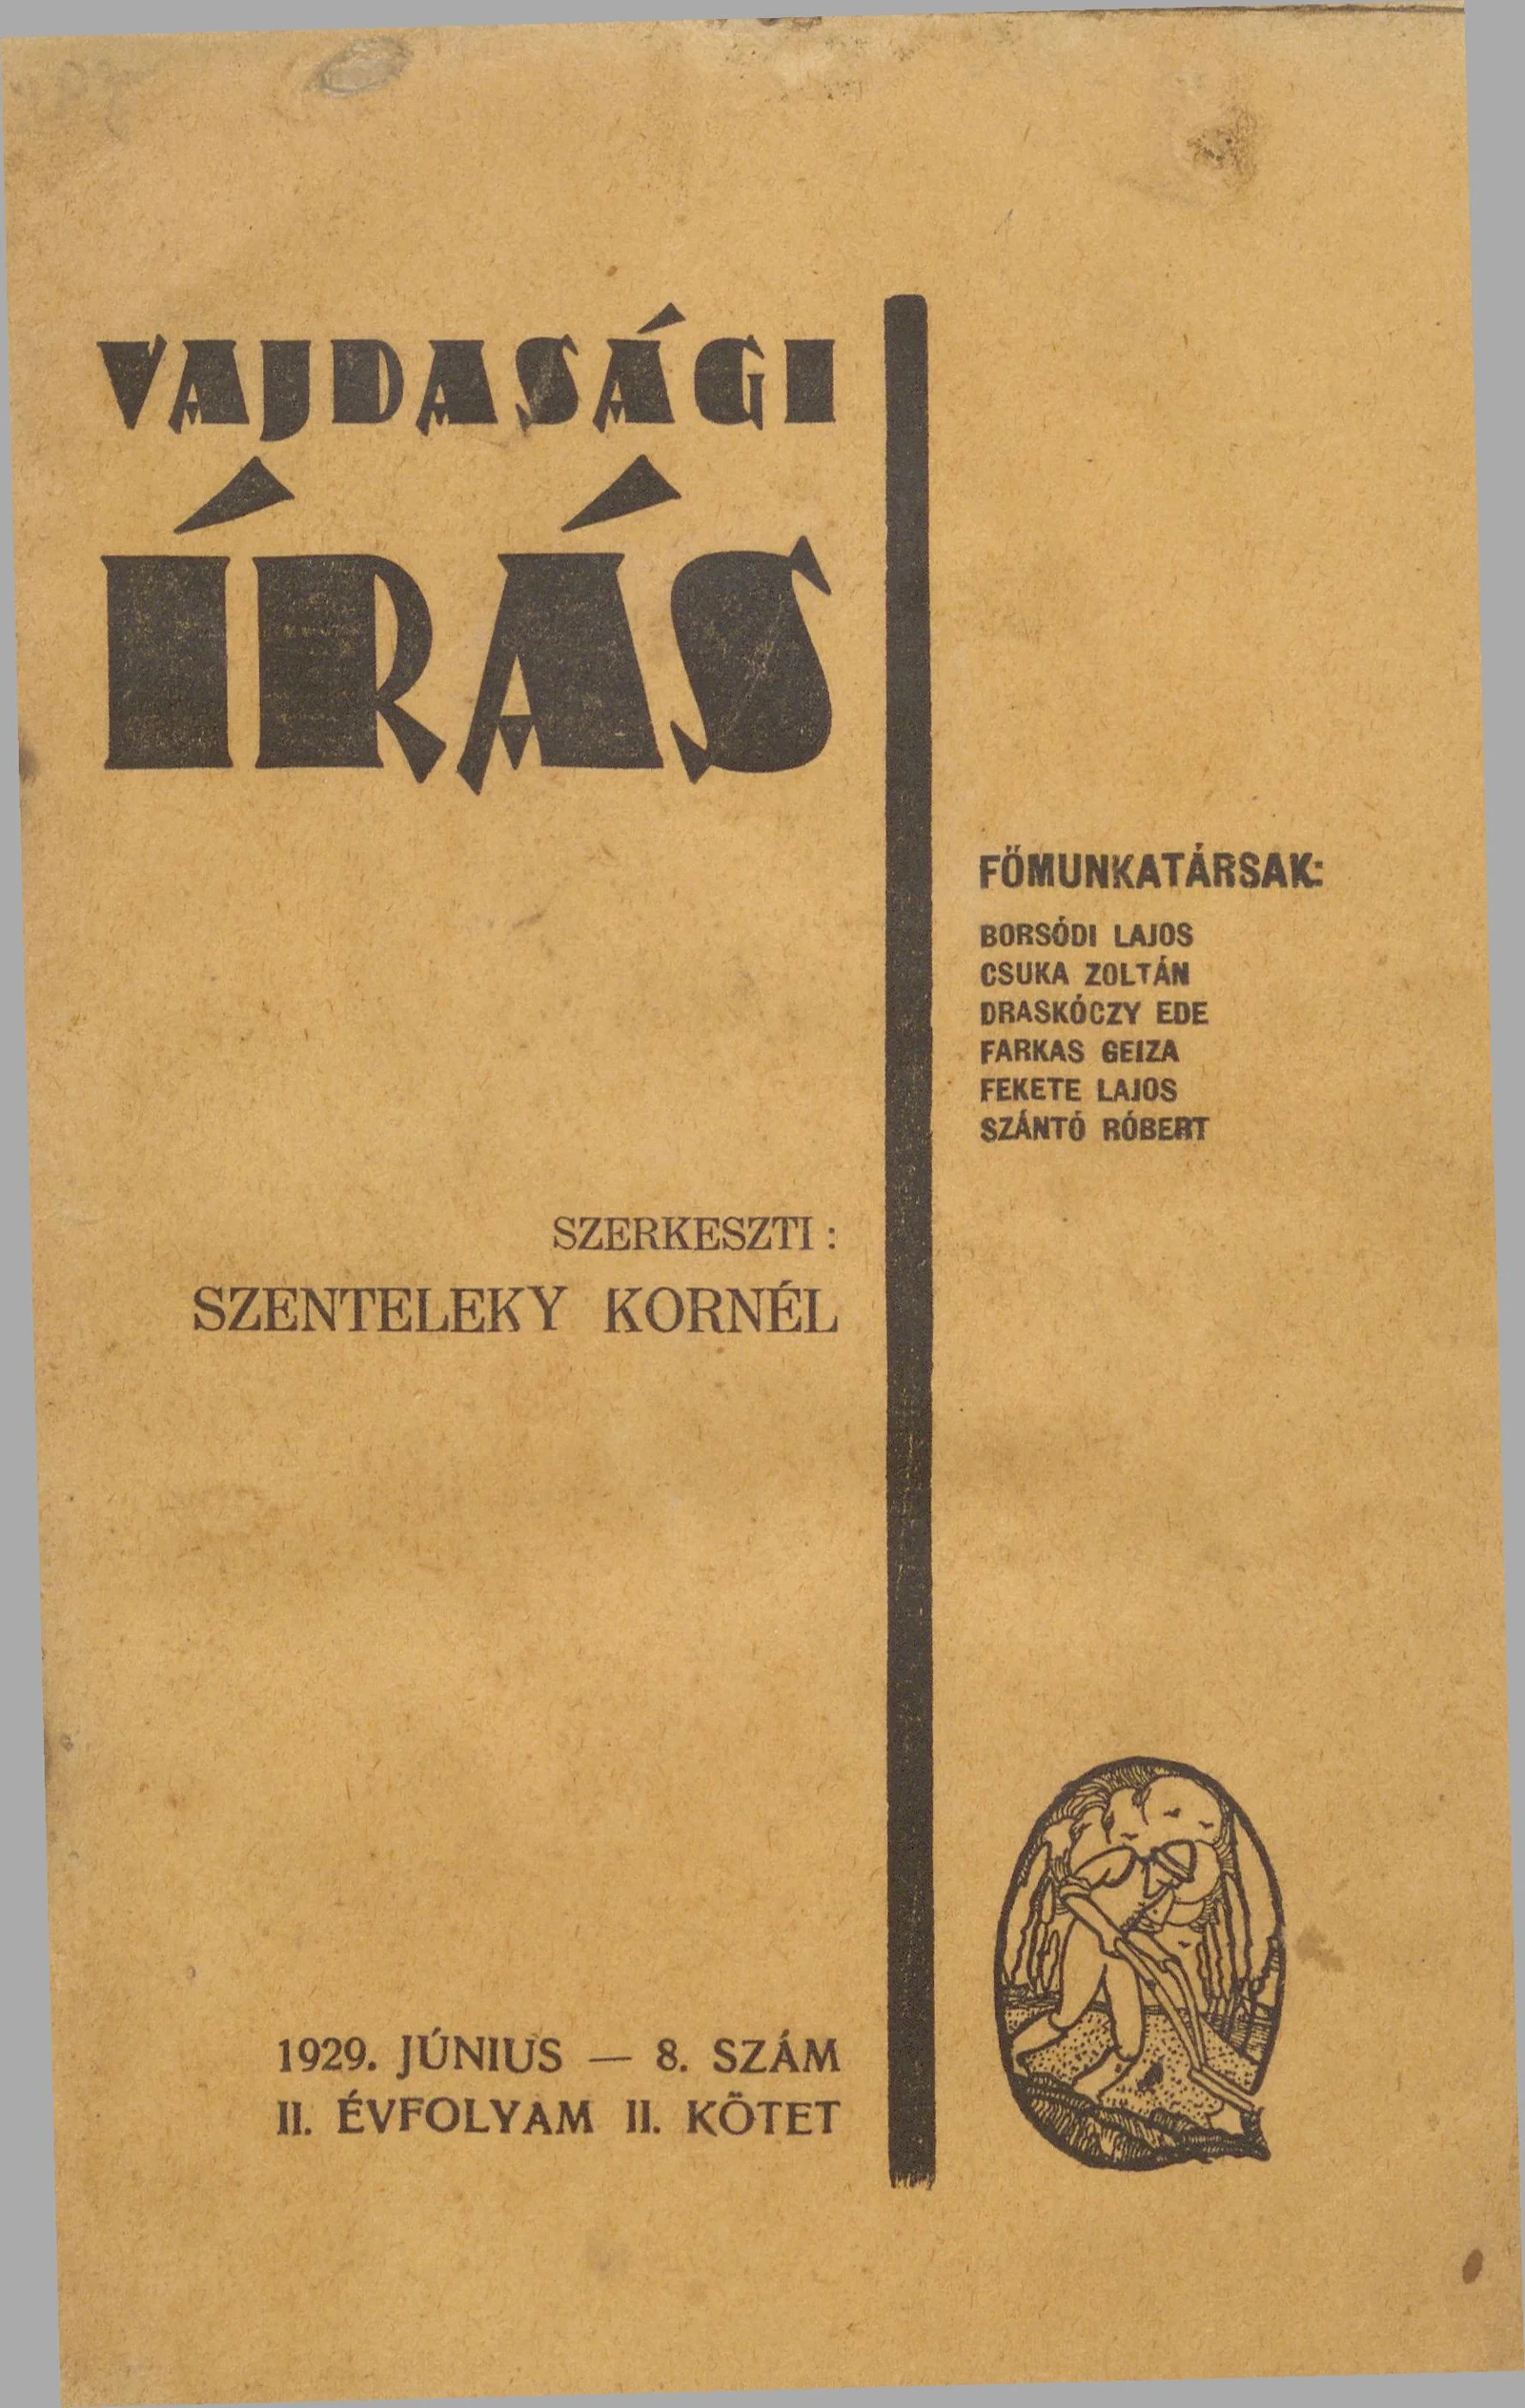 VAJDASÁGI
ÍRÁS
FŐMUNKATÁRSAK:
BORSÓDI LAJOS
CSUKA ZOLTÁN
DRASKÓCZY EDE
FARKAS GEIZA
FEKETE LAJOS
SZÁNTÓ RÓBERT
SZERKESZTI :
SZENTELEKY KORNÉL
1929. JÚNIUS — 8. SZÁM
II. ÉVFOLYAM II. KÖTET